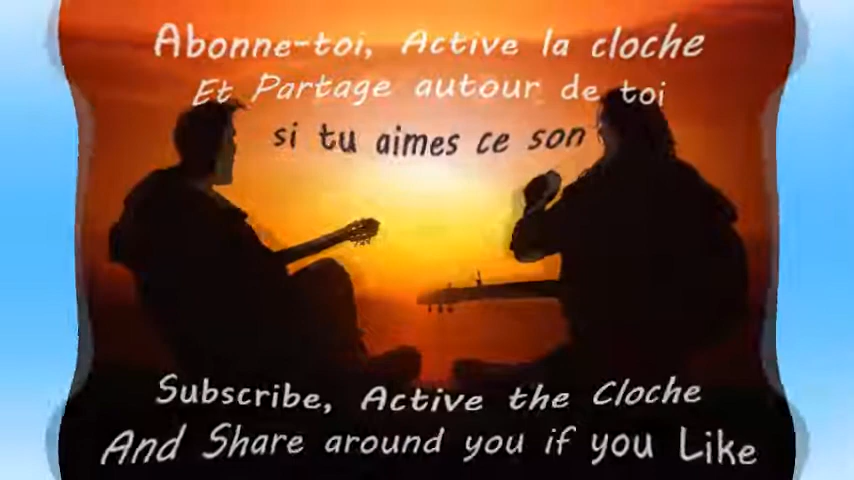 Abonne-toi, Active la cloche
Et Partage autour de toi
si tu aimes ce son
Subscribe, Active the Cloche
And Share around you if you Like